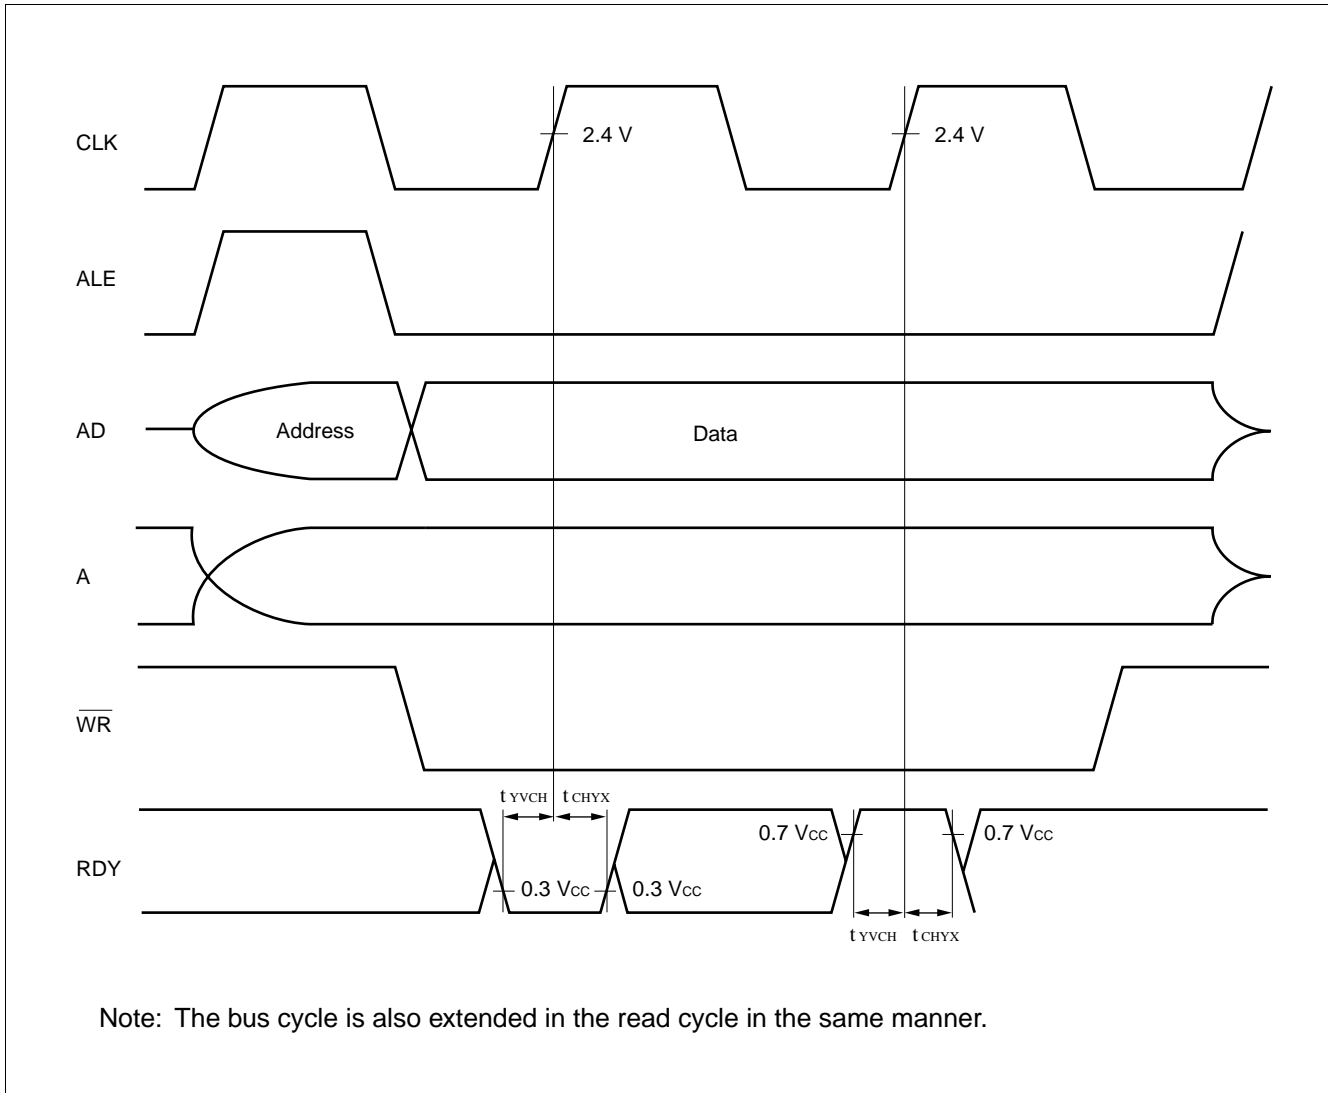 CLK
2.4 V
2.4 V
ALE
AD
Address
Data
A
WR
t YVCH
t CHYX
RDY
0.3 VCC
0.3 VCC
0.7 VCC
0.7 VCC
t YVCH
t CHYX
Note: The bus cycle is also extended in the read cycle in the same manner.